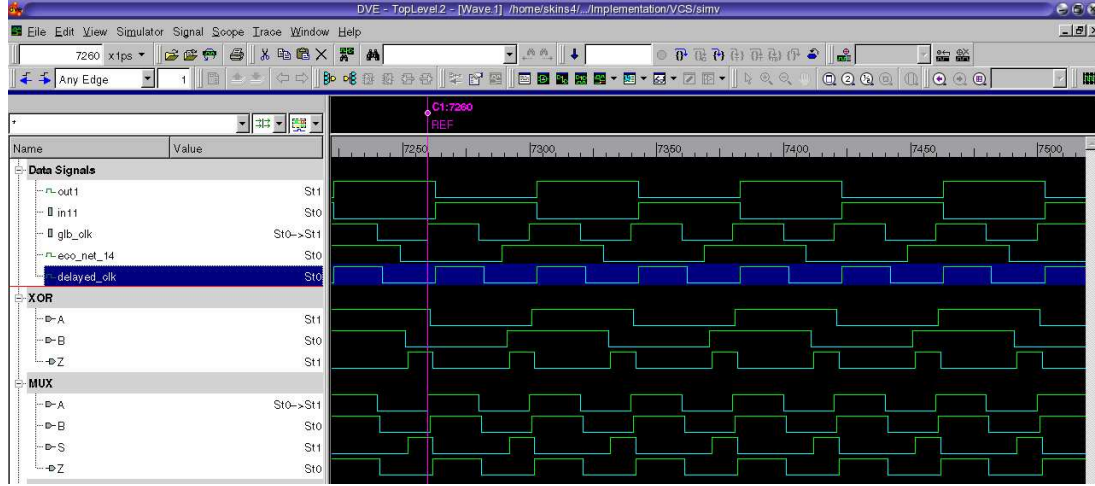 DVE - TopLevel.2 - [Wave.1] /home/skins4/.../Implementation/VCS/simv
File Edit View Simulator Signal Scope Trace Window Help
7260 x1ps
Any Edge 1
C1:7260
REF
*
Name Value
7250 7300 7350 7400 7450 7500
Data Signals
out1 St1
in11 St0
glb_olk St0->St1
eco_net_14 St0
delayed_olk St0
XOR
A St1
B St0
Z St1
MUX
A St0->St1
B St0
S St1
Z St0